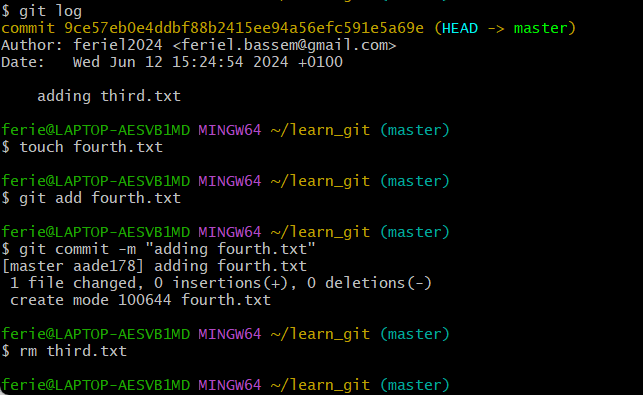 $ git log
commit 9ce57eb0e4ddbf88b2415ee94a56efc591e5a69e (HEAD -> master)
Author: feriel2024 <feriel.bassem@gmail.com>
Date:   Wed Jun 12 15:24:54 2024 +0100
    adding third.txt
ferie@LAPTOP-AESVB1MD MINGW64 ~/learn_git (master)
$ touch fourth.txt
ferie@LAPTOP-AESVB1MD MINGW64 ~/learn_git (master)
$ git add fourth.txt
ferie@LAPTOP-AESVB1MD MINGW64 ~/learn_git (master)
$ git commit -m "adding fourth.txt"
[master aade178] adding fourth.txt
 1 file changed, 0 insertions(+), 0 deletions(-)
 create mode 100644 fourth.txt
ferie@LAPTOP-AESVB1MD MINGW64 ~/learn_git (master)
$ rm third.txt
ferie@LAPTOP-AESVB1MD MINGW64 ~/learn_git (master)